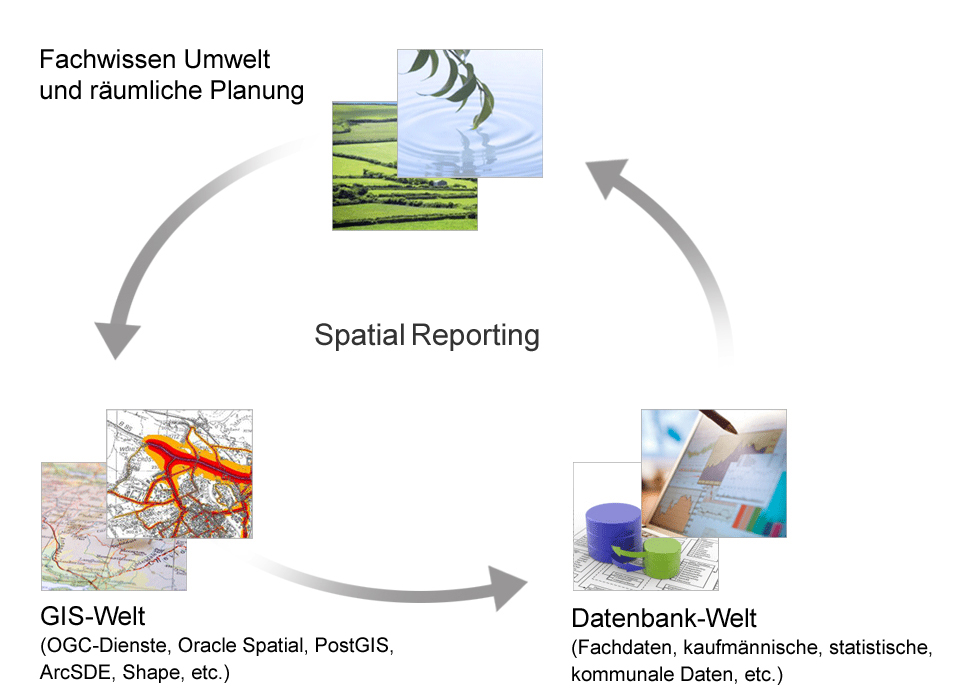 Fachwissen Umwelt
und räumliche Planung
Spatial Reporting
GIS-Welt
(OGC-Dienste, Oracle Spatial, PostGIS,
ArcSDE, Shape, etc.)
Datenbank-Welt
(Fachdaten, kaufmännische, statistische,
kommunale Daten, etc.)